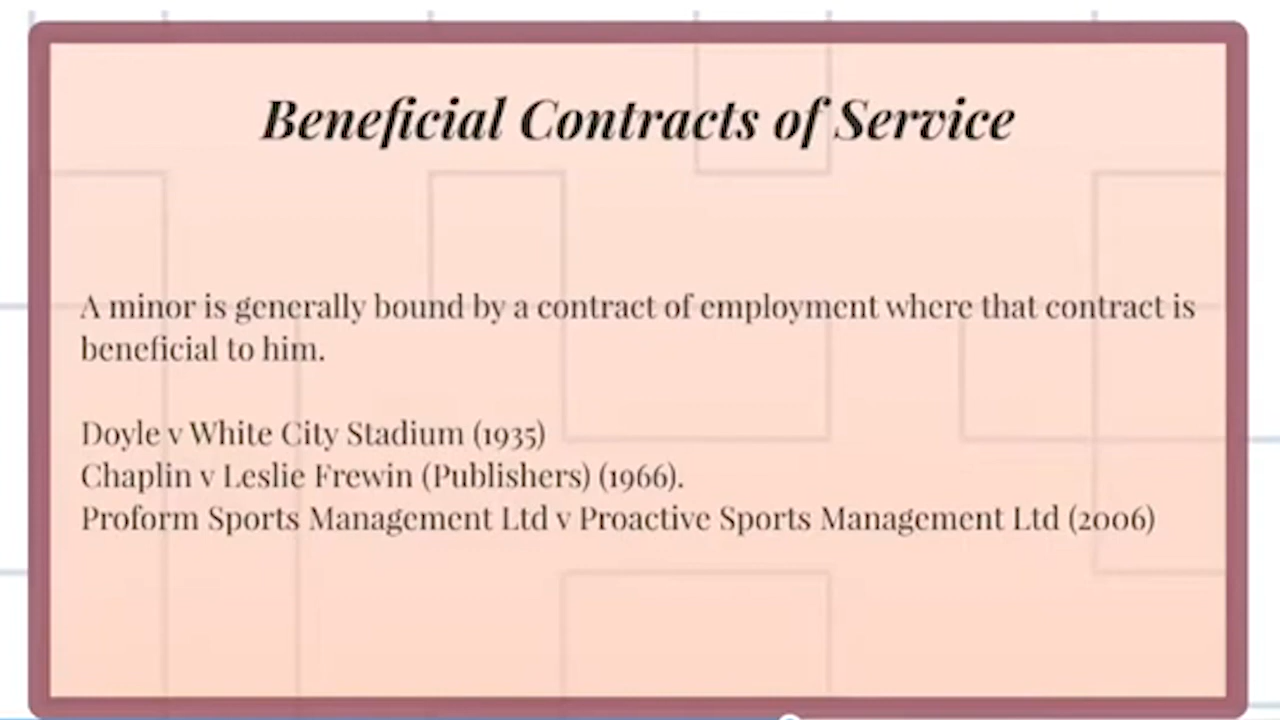 Beneficial Contracts of Service
A minor is generally bound by a contract of employment where that contract is
beneficial to him.
Doyle v White City Stadium (1935)
Chaplin v Leslie Frewin (Publishers) (1966).
Proform Sports Management Ltd v Proactive Sports Management Ltd (2006)